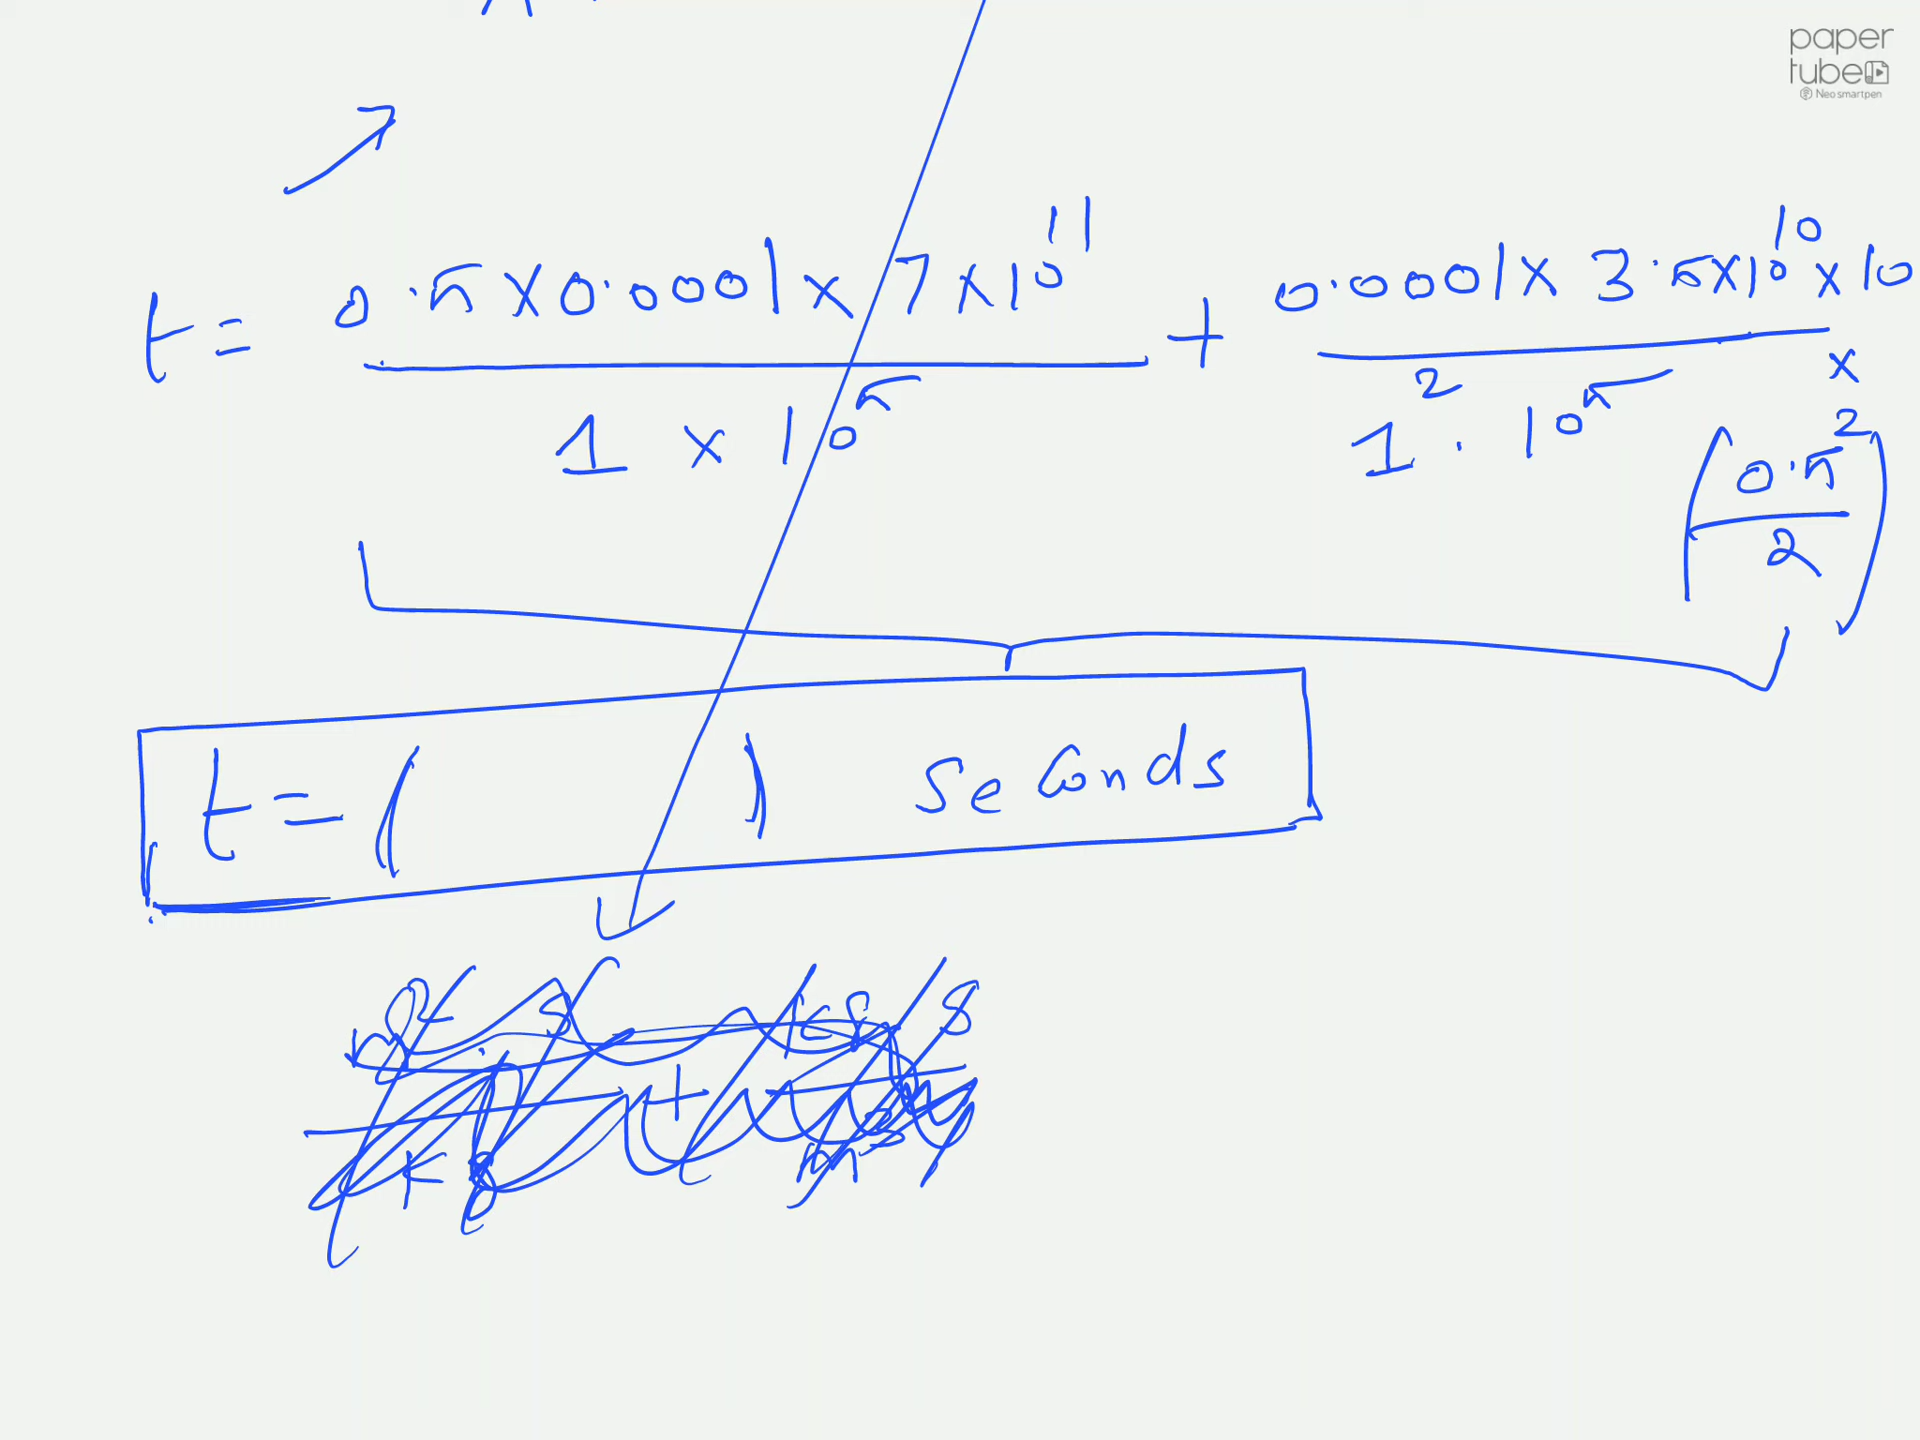 paper
tube
Neo smartpen
t = (0.5 x 0.0001 x 7 x 10^11) / (1 x 10^5) + (0.0001 x 3.5 x 10^10 x 10) / (1^2 . 10^5) x (0.5/2)^2
t = ( ) Seconds